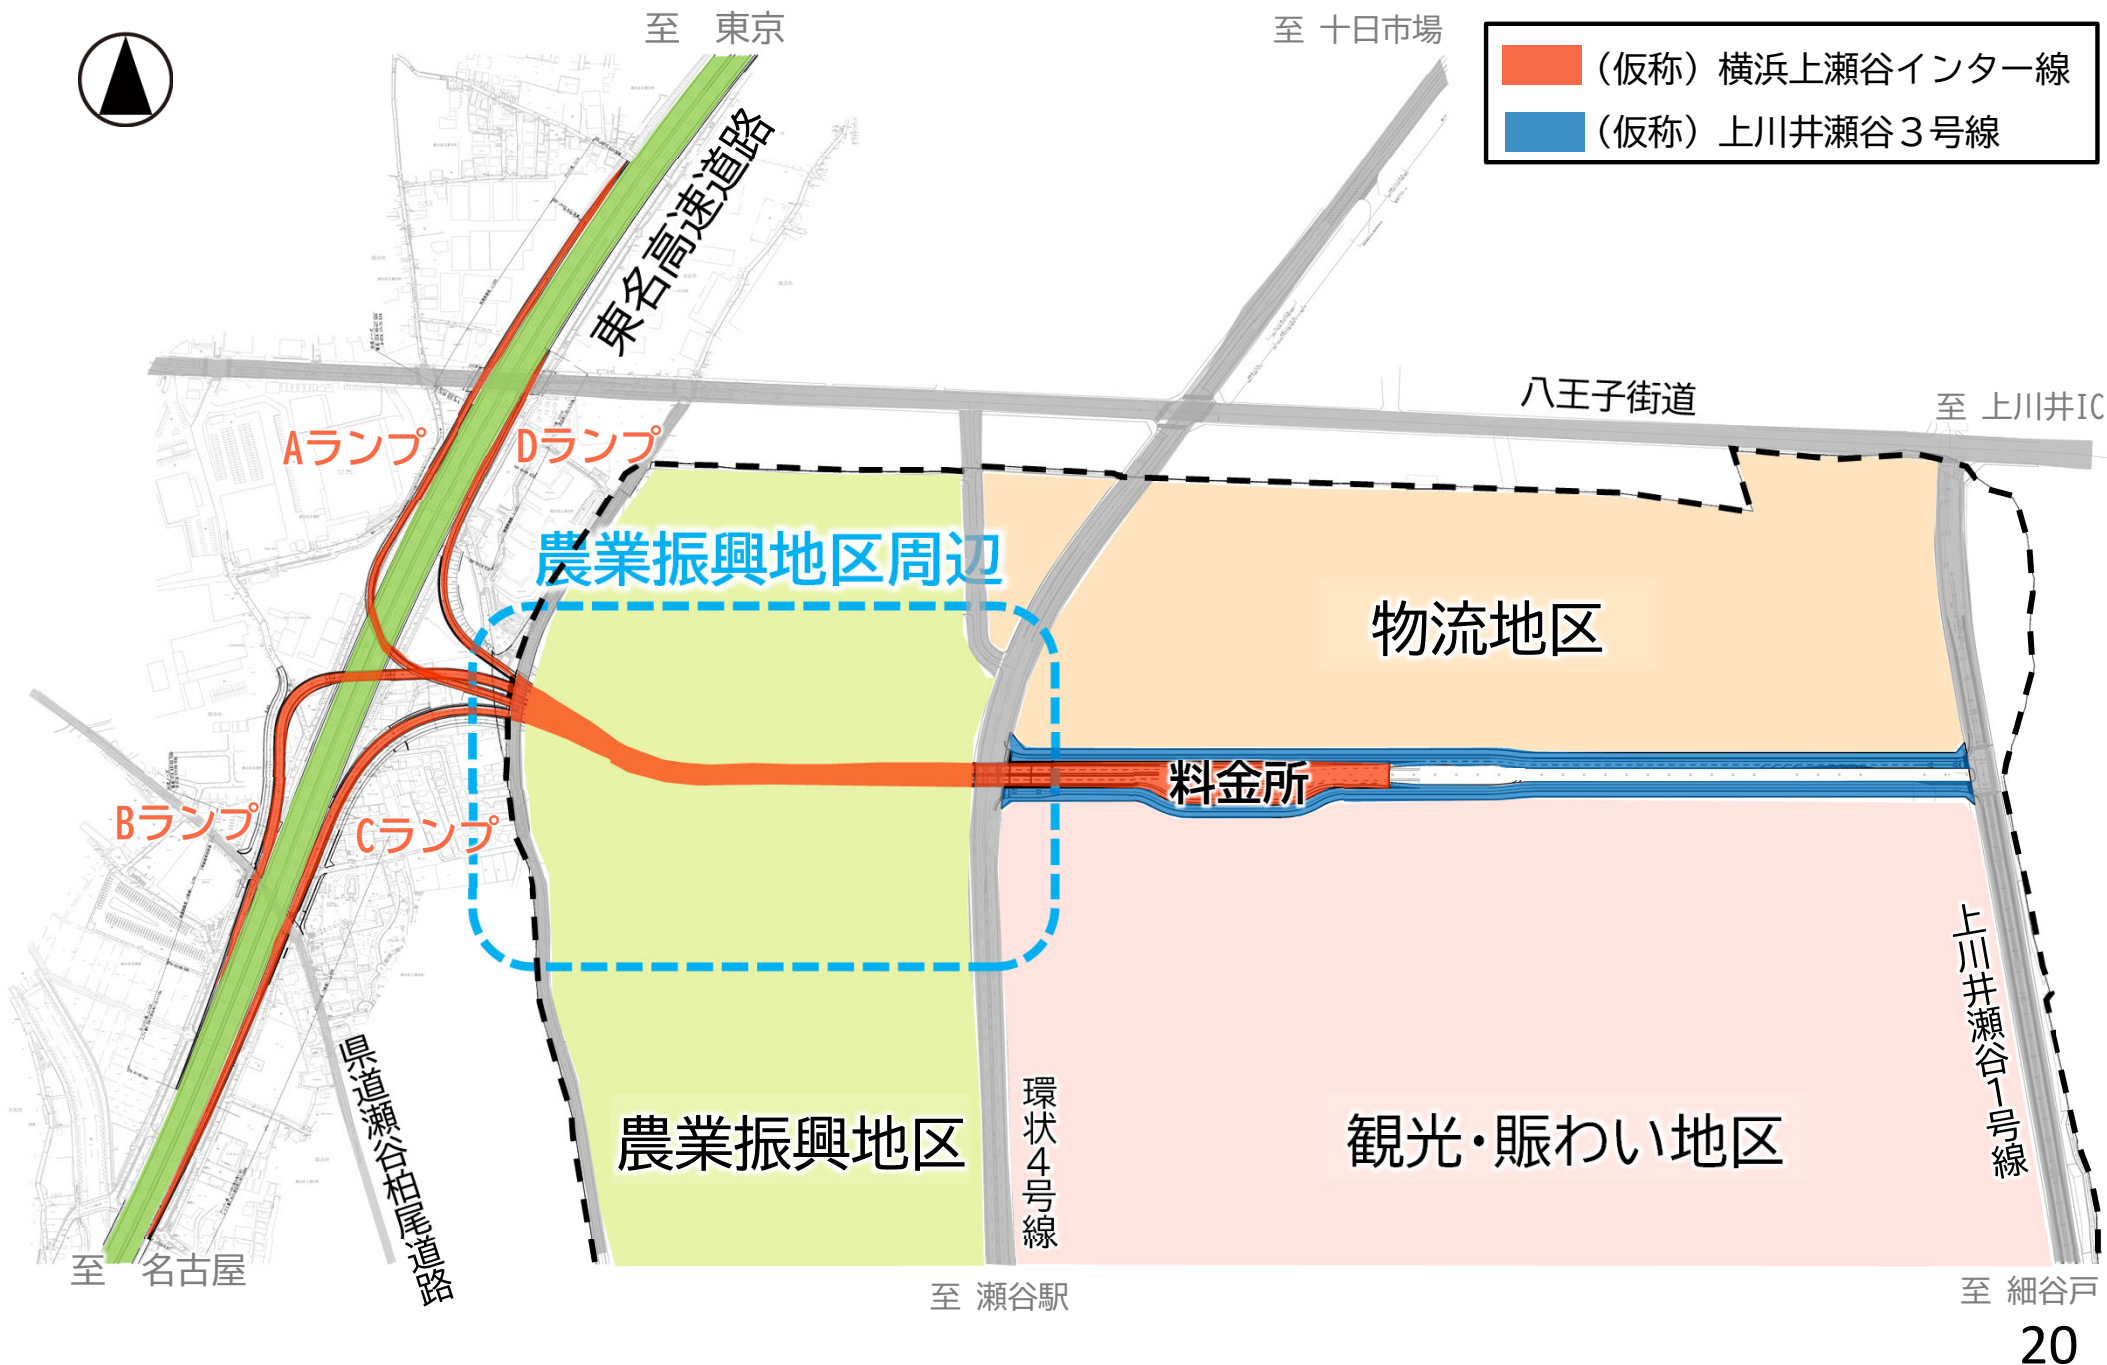 至 東京
至 十日市場
（仮称）横浜上瀬谷インター線
（仮称）上川井瀬谷３号線
東名高速道路
八王子街道
至 上川井IC
Aランプ
Dランプ
農業振興地区周辺
物流地区
料金所
Bランプ
Cランプ
上川井瀬谷1号線
県道瀬谷柏尾道路
環状4号線
農業振興地区
観光・賑わい地区
至 名古屋
至 瀬谷駅
至 細谷戸
20